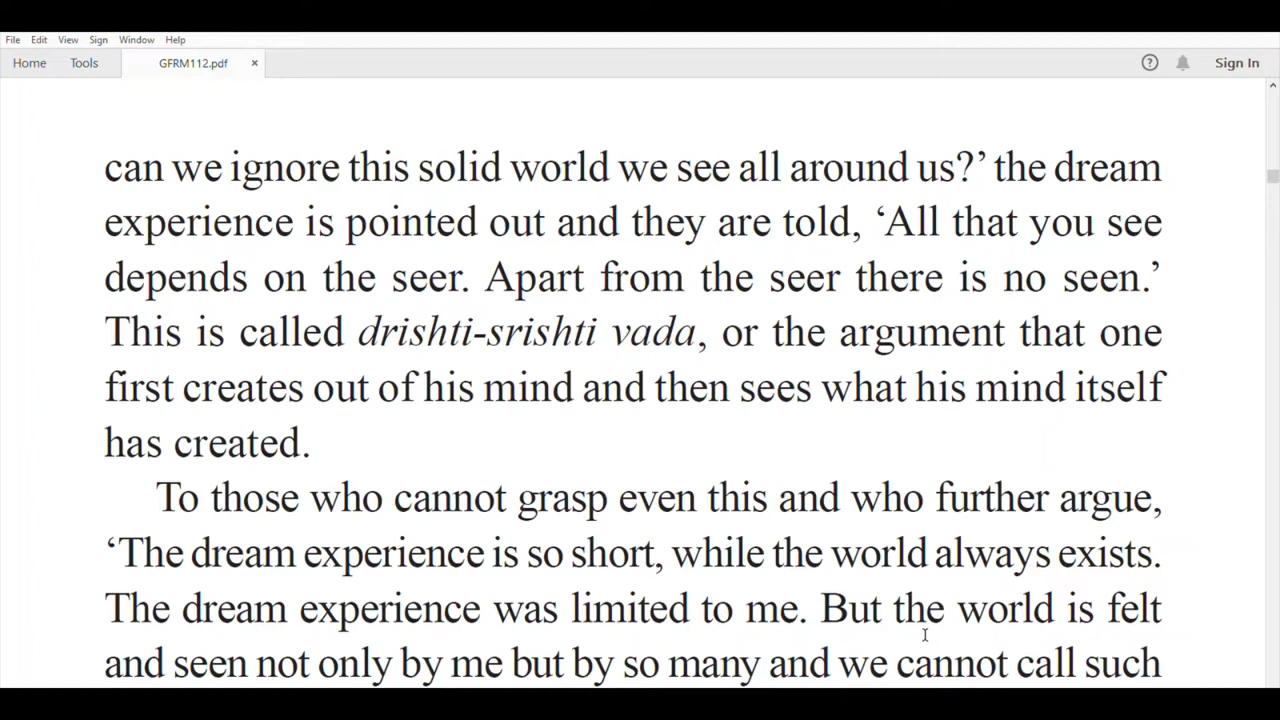 File Edit View Sign Window Help
Home Tools GFRM112.pdf × Sign In
can we ignore this solid world we see all around us?’ the dream
experience is pointed out and they are told, ‘All that you see
depends on the seer. Apart from the seer there is no seen.’
This is called drishti-srishti vada, or the argument that one
first creates out of his mind and then sees what his mind itself
has created.
To those who cannot grasp even this and who further argue,
‘The dream experience is so short, while the world always exists.
The dream experience was limited to me. But the world is felt
and seen not only by me but by so many and we cannot call such